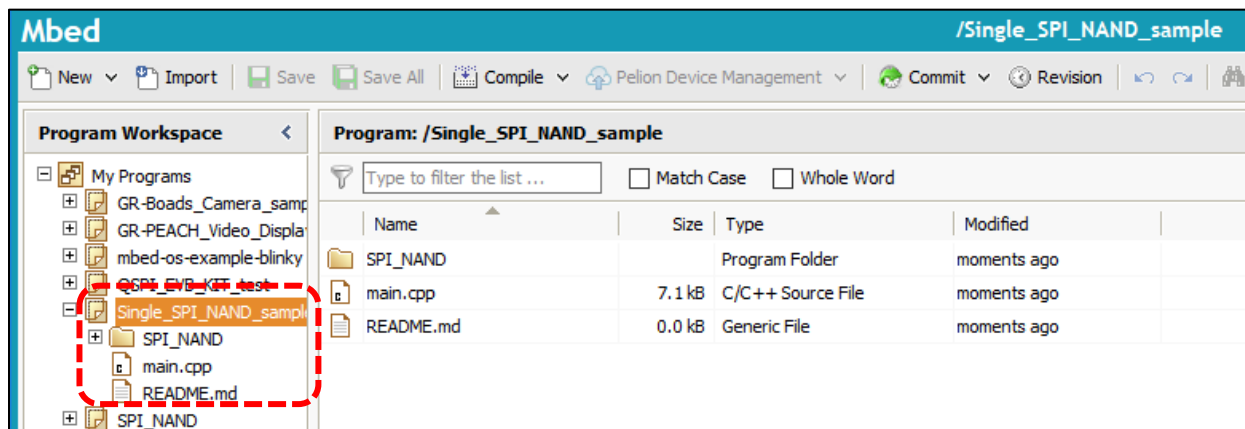 Mbed /Single_SPI_NAND_sample
New Import Save Save All Compile Pelion Device Management Commit Revision
Program Workspace <
Program: /Single_SPI_NAND_sample
My Programs
GR-Boads_Camera_samp
GR-PEACH_Video_Displa
mbed-os-example-blinky
QSPI_EVB_KIT_test
Single_SPI_NAND_sampl
SPI_NAND
main.cpp
README.md
SPI_NAND
Type to filter the list ... Match Case Whole Word
Name Size Type Modified
SPI_NAND Program Folder moments ago
main.cpp 7.1 kB C/C++ Source File moments ago
README.md 0.0 kB Generic File moments ago